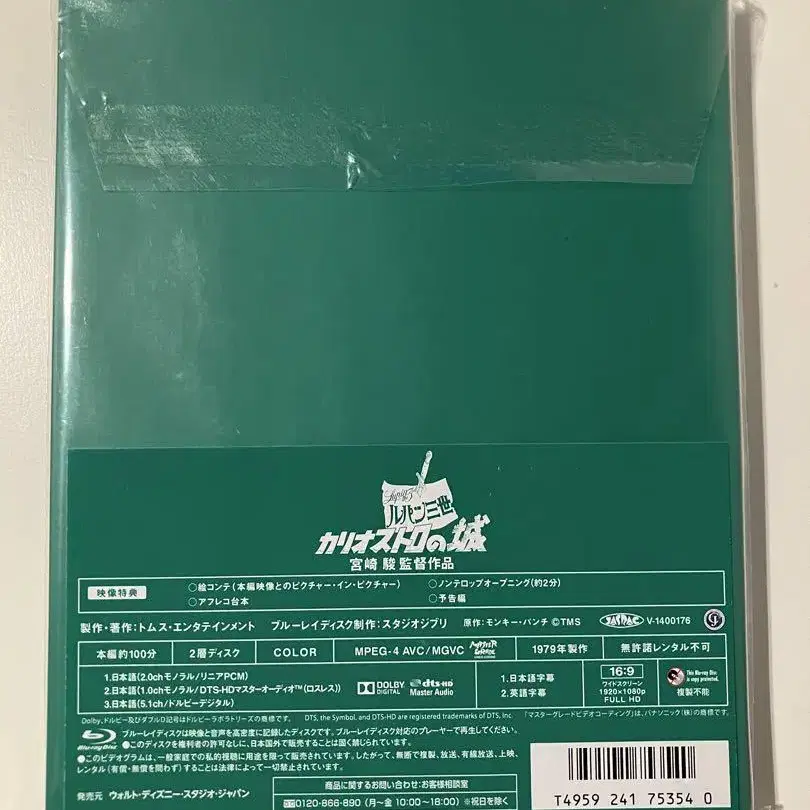 ルパン三世
カリオストロの城
宮崎 駿 監督作品
映像特典
○絵コンテ(本編映像とのピクチャー・イン・ピクチャー)
○ノンテロップオープニング(約2分)
○アフレコ台本
○予告編
製作・著作:トムス・エンタテインメント ブルーレイディスク制作:スタジオジブリ 原作:モンキー・パンチ ©TMS JASRAC V-1400176
本編約100分 2層ディスク COLOR MPEG-4 AVC/MGVC MASTER GRADE 1979年製作 無許諾レンタル不可
1.日本語(2.0chモノラル/リニアPCM)
2.日本語(1.0chモノラル/DTS-HDマスターオーディオ™(ロスレス))
3.日本語(5.1ch/ドルビーデジタル)
DOLBY DIGITAL
dts-HD Master Audio
1.日本語字幕
2.英語字幕
16:9
ワイドスクリーン
1920×1080p
FULL HD
This Blu-ray Disc is copy protected.
複製不能
Dolby、ドルビー及びダブルD記号はドルビーラボラトリーズの商標です。 DTS, the Symbol, and DTS-HD are registered trademarks of DTS, Inc. 「マスターグレードビデオコーディング」は、パナソニック(株)の商標です。
Blu-ray Disc
ブルーレイディスクは映像と音声を高密度に記録したディスクです。ブルーレイディスク対応のプレーヤーで再生してください。
●このディスクを権利者の許可なしに、日本国外で販売することは固く禁じられております。
●このビデオグラムは、一般家庭での私的視聴に用途を限って販売されています。したがって、無断で複製、放送、有線放送、上映、
レンタル(有償・無償を問わず)することは法律によって一切禁止されています。
発売元 ウォルト・ディズニー・スタジオ・ジャパン
商品に関するお問い合わせ:お客様相談室
0120-866-890 (月〜金 10:00〜18:00) ※祝日を除く
T4959 241 75354 0